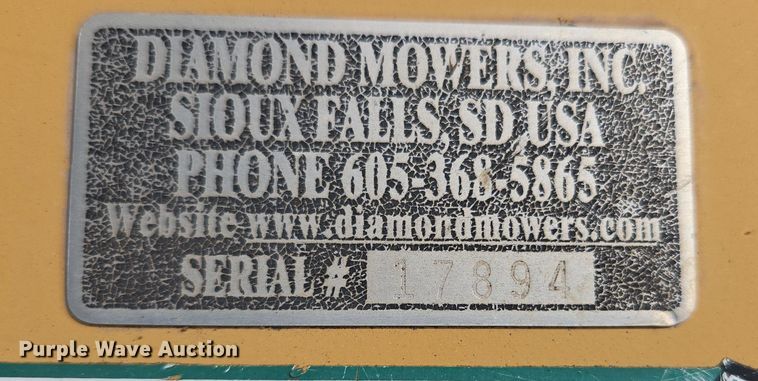 DIAMOND MOWERS, INC.
SIOUX FALLS, SD, USA
PHONE 605-368-5865
Website www.diamondmowers.com
SERIAL # 17894
Purple Wave Auction